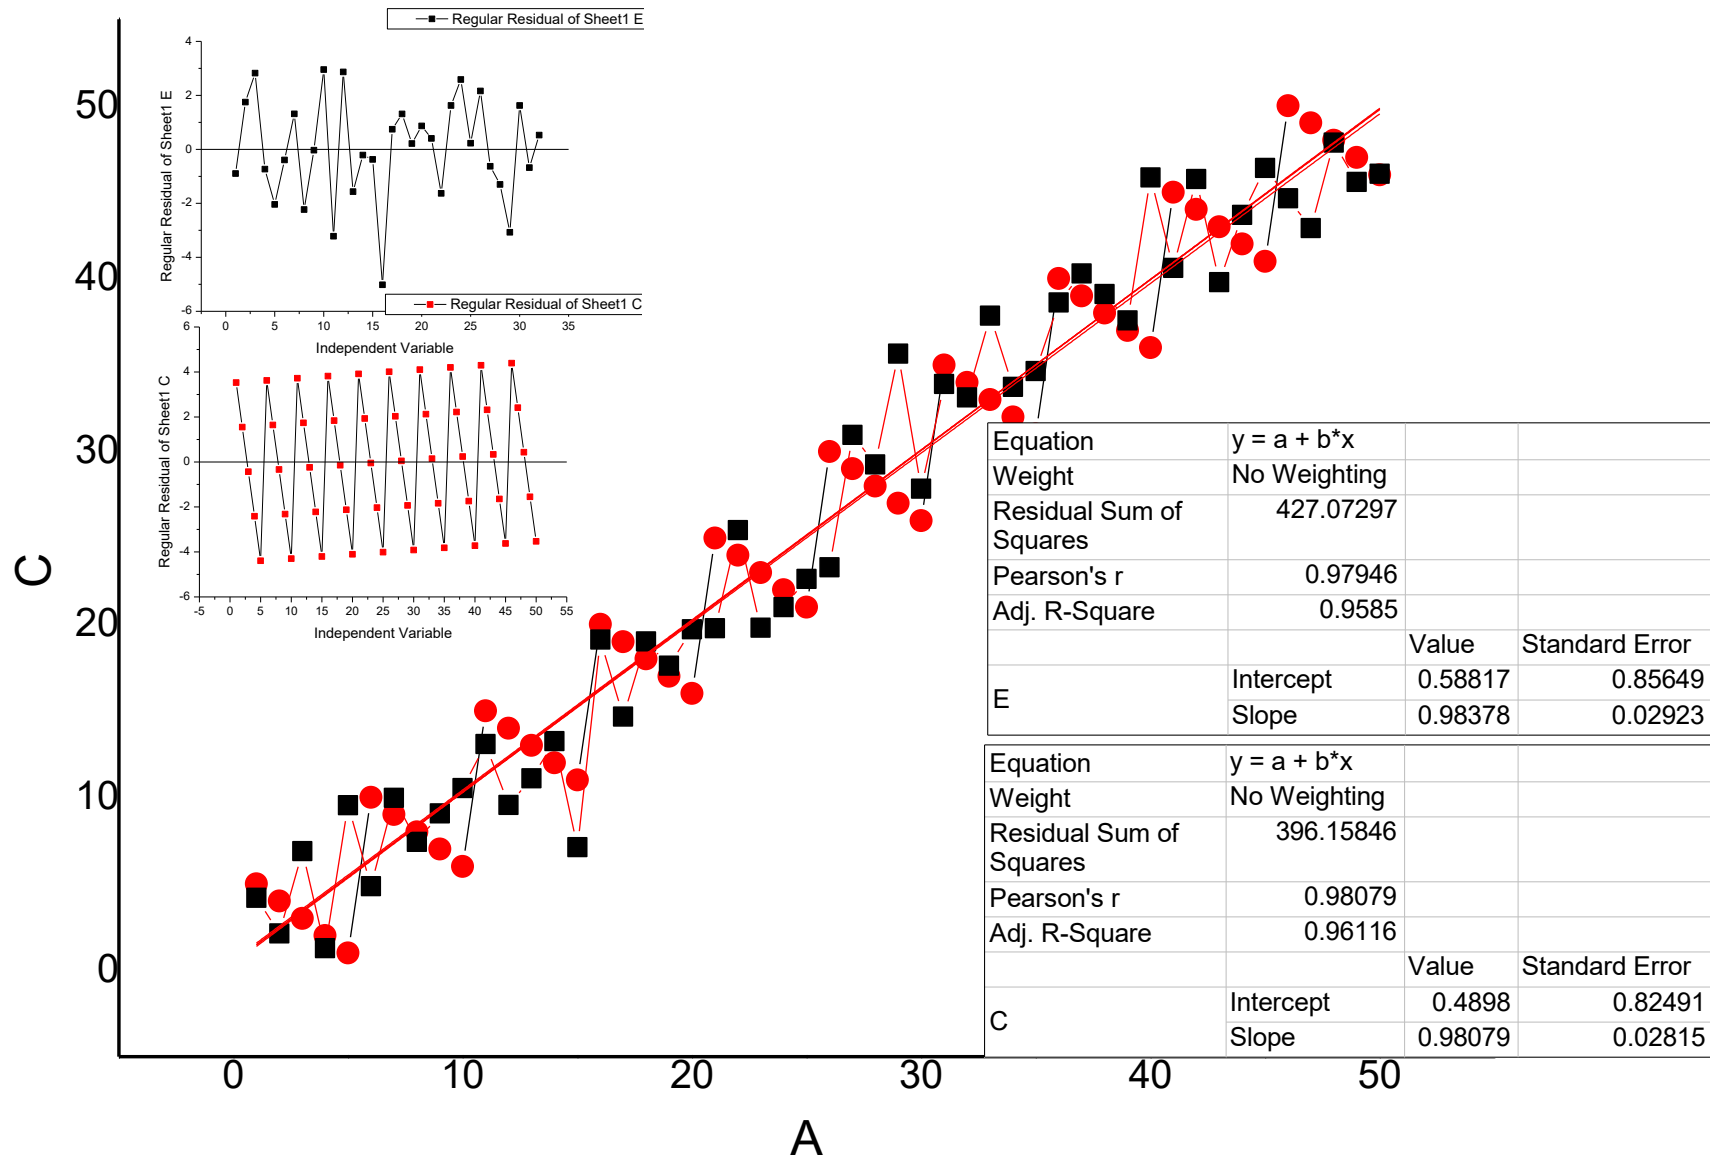 Regular Residual of Sheet1 E
4
2
0
-2
-4
-6
Regular Residual of Sheet1 E
0 5 10 15 20 25 30 35
Independent Variable
Regular Residual of Sheet1 C
6
4
2
0
-2
-4
-6
Regular Residual of Sheet1 C
-5 0 5 10 15 20 25 30 35 40 45 50 55
Independent Variable
50
40
30
20
10
0
C
0 10 20 30 40 50
A
Equation y = a + b*x
Weight No Weighting
Residual Sum of
Squares 427.07297
Pearson's r 0.97946
Adj. R-Square 0.9585
Value Standard Error
E Intercept 0.58817 0.85649
Slope 0.98378 0.02923
Equation y = a + b*x
Weight No Weighting
Residual Sum of
Squares 396.15846
Pearson's r 0.98079
Adj. R-Square 0.96116
Value Standard Error
C Intercept 0.4898 0.82491
Slope 0.98079 0.02815